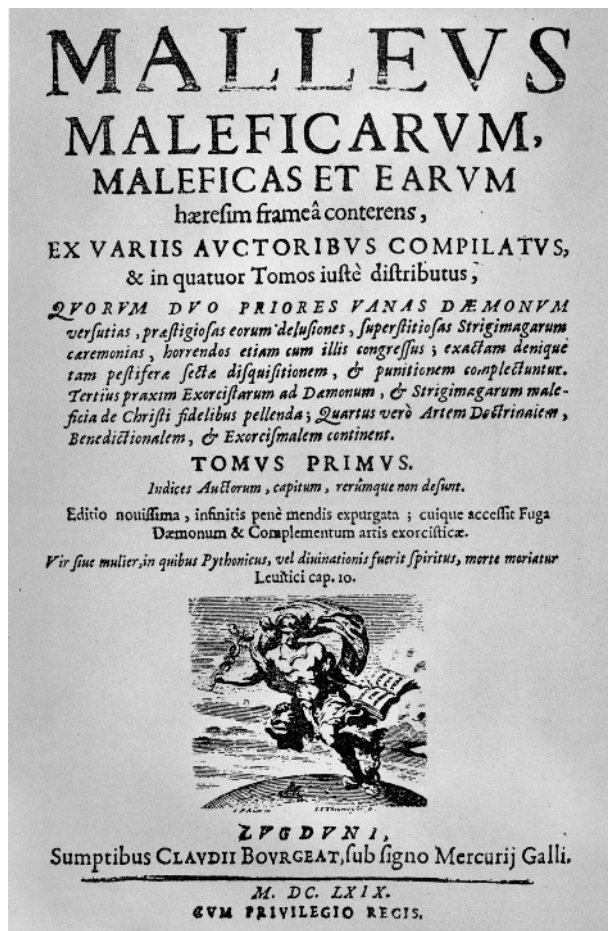 MALLEVS
MALEFICARVM,
MALEFICAS ET EARVM
hæreſim frameâ conterens,
EX VARIIS AVCTORIBVS COMPILATVS,
& in quatuor Tomos iuſtè diſtributus,
QVORVM DVO PRIORES VANAS DÆMONVM
verſutias, præſtigioſas eorum deluſiones, ſuperſtitioſas Strigimagarum
cæremonias, horrendos etiam cum illis congreſſus; exactam denique
tam peſtiferæ ſectæ diſquiſitionem, & punitionem complectuntur.
Tertius praxim Exorciſtarum ad Dæmonum, & Strigimagarum male-
ficia de Chriſti fidelibus pellenda; Quartus verò Artem Doctrinalem,
Benedictionalem, & Exorciſmalem continent.
TOMVS PRIMVS.
Indices Auctorum, capitum, rerúmque non deſunt.
Editio nouiſſima, infinitis penè mendis expurgata; cuique acceſſit Fuga
Dæmonum & Complementum artis exorciſticæ.
Vir ſiue mulier, in quibus Pythonicus, vel diuinationis fuerit ſpiritus, morte moriatur
Leuitici cap. 10.
LVGDVNI,
Sumptibus CLAVDII BOVRGEAT, ſub ſigno Mercurij Galli.
M. DC. LXIX.
CVM PRIVILEGIO REGIS.